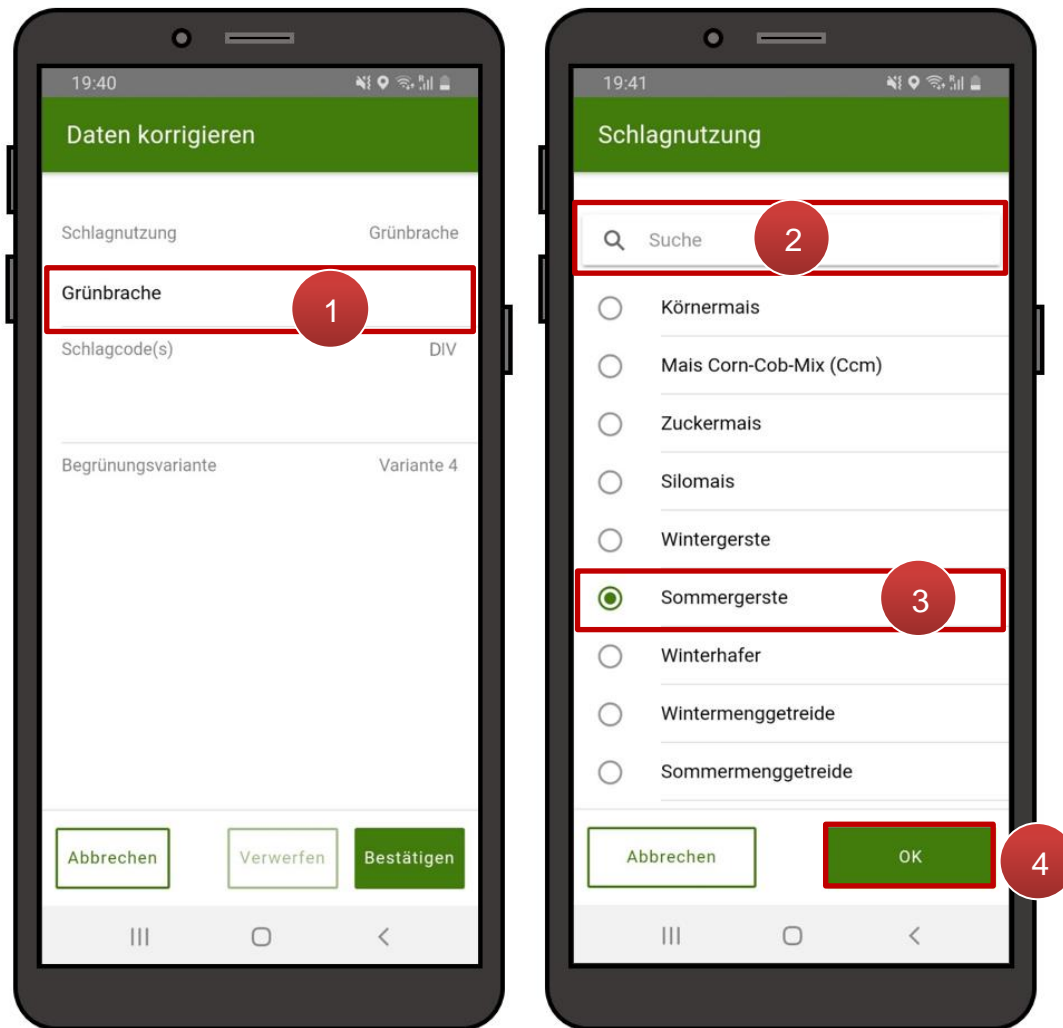 19:40
Daten korrigieren
Schlagnutzung Grünbrache
Grünbrache
1
Schlagcode(s) DIV
Begrünungsvariante Variante 4
Abbrechen Verwerfen Bestätigen
19:41
Schlagnutzung
Suche
2
Körnermais
Mais Corn-Cob-Mix (Ccm)
Zuckermais
Silomais
Wintergerste
Sommergerste
3
Winterhafer
Wintermenggetreide
Sommermenggetreide
Abbrechen OK
4